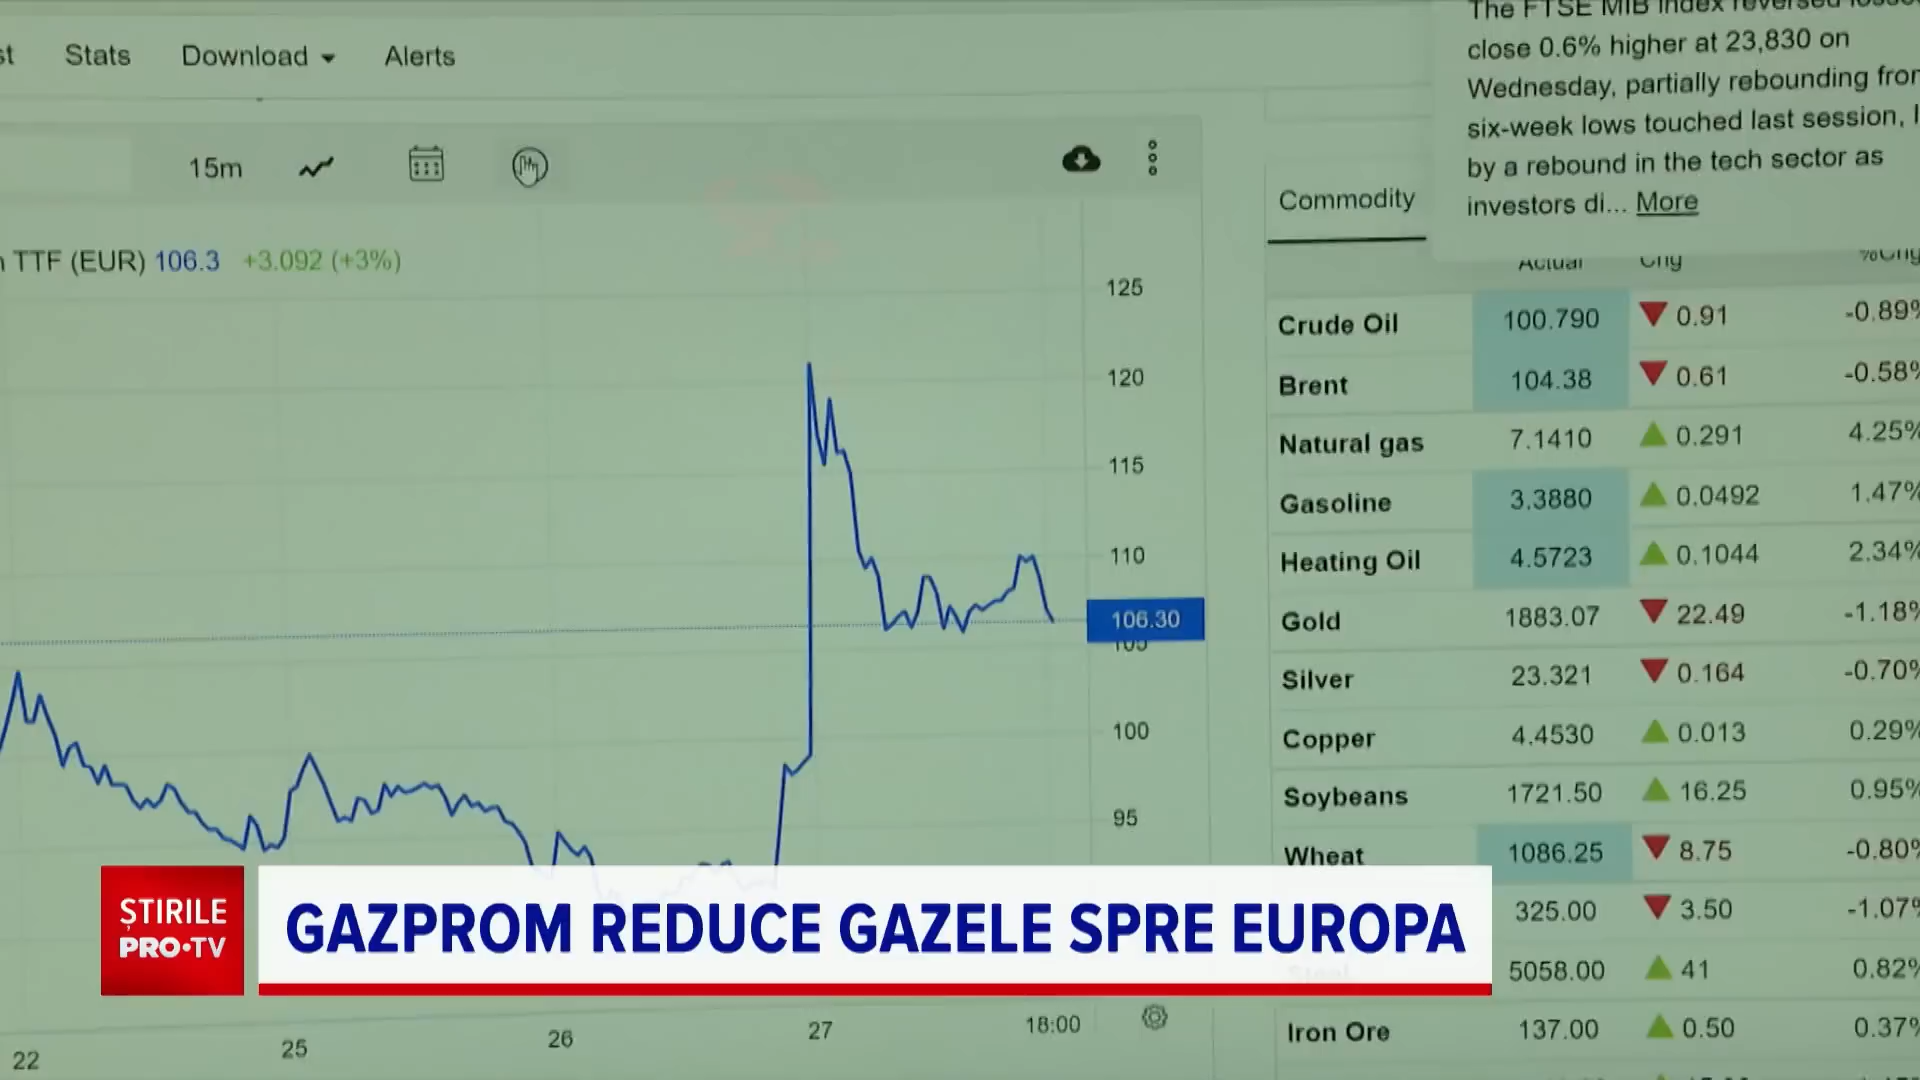 Stats Download Alerts
15m
TTF (EUR) 106.3 +3.092 (+3%)
125
120
115
110
106.30
105
100
95
22 25 26 27 18:00
The FTSE MIB index reversed
close 0.6% higher at 23,830 on
Wednesday, partially rebounding
six-week lows touched last session,
by a rebound in the tech sector as
investors di... More
Commodity
Actual Chg %Chg
Crude Oil 100.790 0.91 -0.89%
Brent 104.38 0.61 -0.58%
Natural gas 7.1410 0.291 4.25%
Gasoline 3.3880 0.0492 1.47%
Heating Oil 4.5723 0.1044 2.34%
Gold 1883.07 22.49 -1.18%
Silver 23.321 0.164 -0.70%
Copper 4.4530 0.013 0.29%
Soybeans 1721.50 16.25 0.95%
Wheat 1086.25 8.75 -0.80%
325.00 3.50 -1.07%
Steel 5058.00 41 0.82%
Iron Ore 137.00 0.50 0.37%
ȘTIRILE
PRO•TV
GAZPROM REDUCE GAZELE SPRE EUROPA